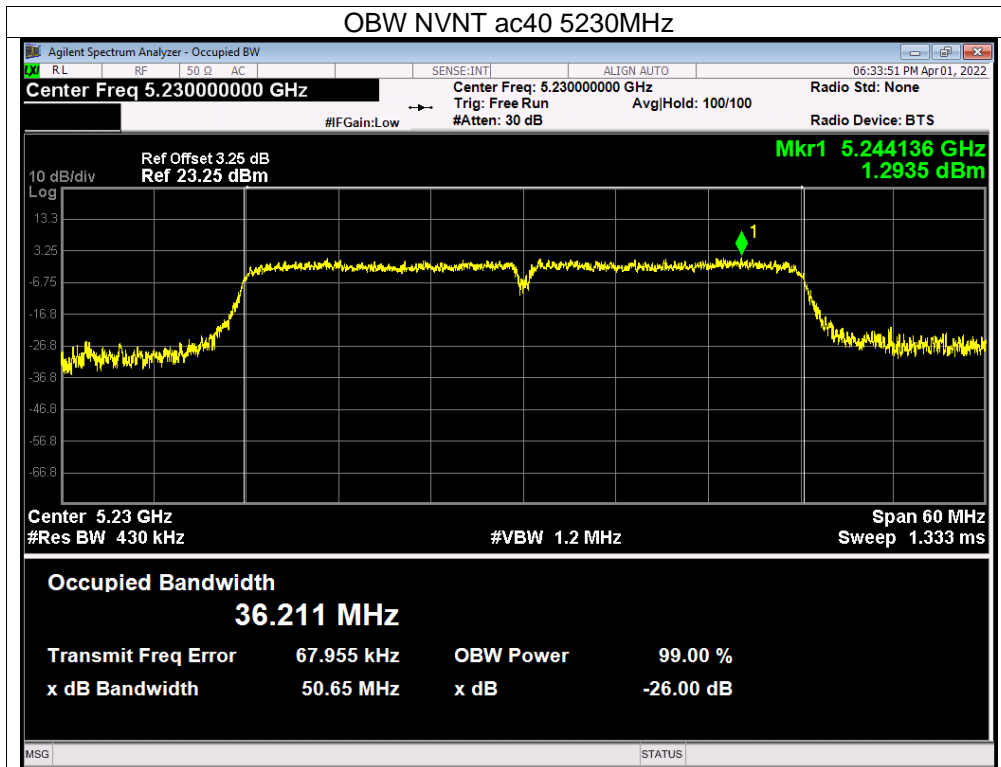 OBW NVNT ac40 5230MHz
Agilent Spectrum Analyzer - Occupied BW
LXI RL RF 50 Ω AC SENSE:INT ALIGN AUTO 06:33:51 PM Apr 01, 2022
Center Freq 5.230000000 GHz Center Freq: 5.230000000 GHz Radio Std: None
Trig: Free Run Avg|Hold: 100/100
#IFGain:Low #Atten: 30 dB Radio Device: BTS
Mkr1 5.244136 GHz
1.2935 dBm
Ref Offset 3.25 dB
10 dB/div Ref 23.25 dBm
Log
13.3
1
3.25
-6.75
-16.8
-26.8
-36.8
-46.8
-56.8
-66.8
Center 5.23 GHz Span 60 MHz
#Res BW 430 kHz #VBW 1.2 MHz Sweep 1.333 ms
Occupied Bandwidth
36.211 MHz
Transmit Freq Error 67.955 kHz OBW Power 99.00 %
x dB Bandwidth 50.65 MHz x dB -26.00 dB
MSG STATUS